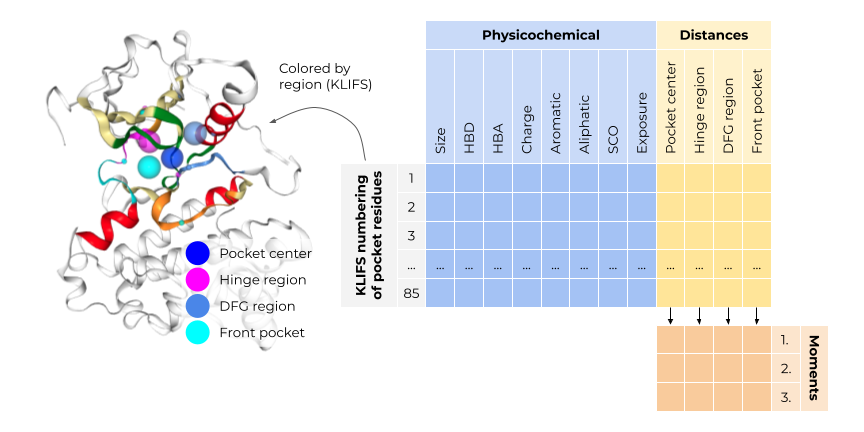 Colored by
region (KLIFS)
Pocket center
Hinge region
DFG region
Front pocket
Physicochemical
Distances
Size
HBD
HBA
Charge
Aromatic
Aliphatic
SCO
Exposure
Pocket center
Hinge region
DFG region
Front pocket
KLIFS numbering
of pocket residues
1
2
3
... ... ... ... ... ... ... ... ... ... ... ... ...
85
1.
2.
3.
Moments